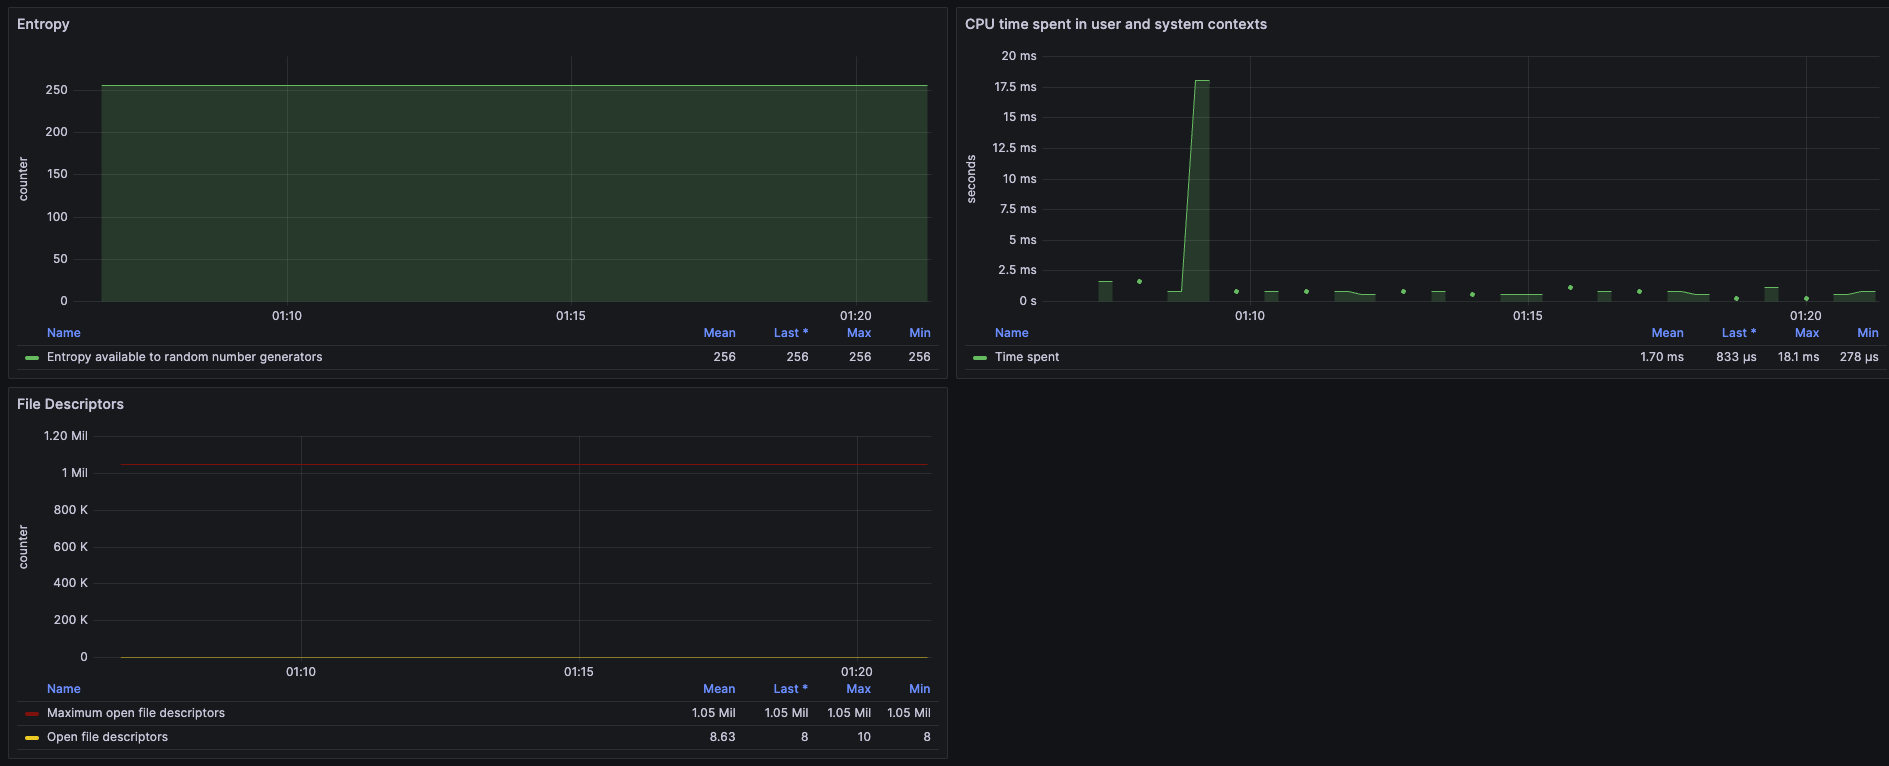 Entropy
counter
250
200
150
100
50
0
01:10 01:15 01:20
Name Mean Last * Max Min
Entropy available to random number generators 256 256 256 256
CPU time spent in user and system contexts
seconds
20 ms
17.5 ms
15 ms
12.5 ms
10 ms
7.5 ms
5 ms
2.5 ms
0 s
01:10 01:15 01:20
Name Mean Last * Max Min
Time spent 1.70 ms 833 µs 18.1 ms 278 µs
File Descriptors
counter
1.20 Mil
1 Mil
800 K
600 K
400 K
200 K
0
01:10 01:15 01:20
Name Mean Last * Max Min
Maximum open file descriptors 1.05 Mil 1.05 Mil 1.05 Mil 1.05 Mil
Open file descriptors 8.63 8 10 8